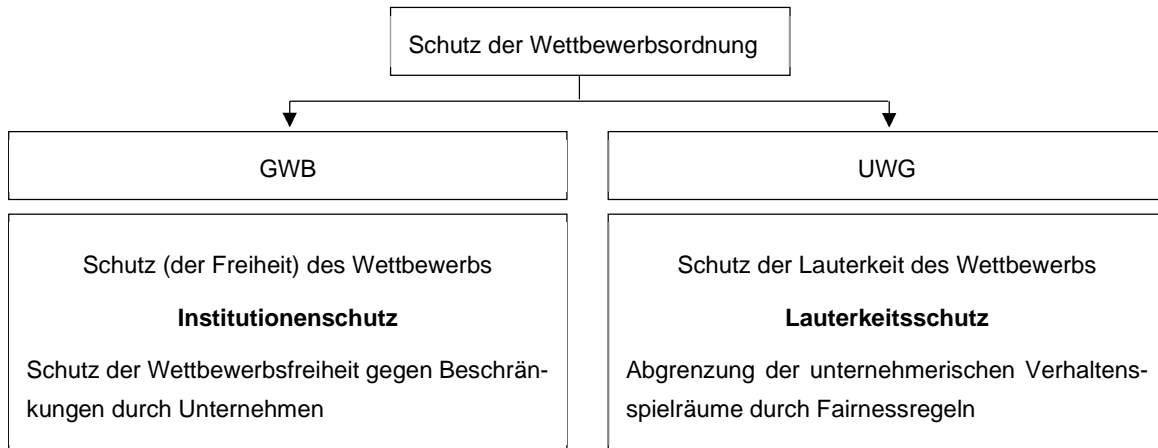 Schutz der Wettbewerbsordnung
GWB
UWG
Schutz (der Freiheit) des Wettbewerbs
Institutionenschutz
Schutz der Wettbewerbsfreiheit gegen Beschrän-
kungen durch Unternehmen
Schutz der Lauterkeit des Wettbewerbs
Lauterkeitsschutz
Abgrenzung der unternehmerischen Verhaltens-
spielräume durch Fairnessregeln